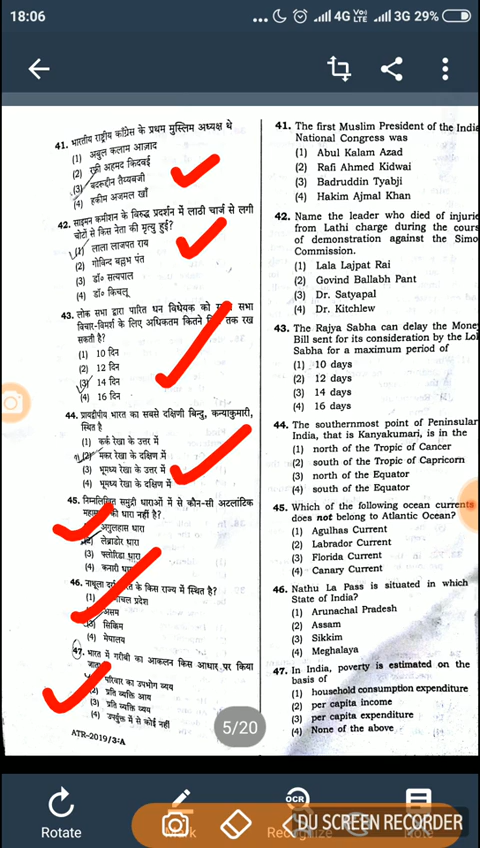 18:06
... 4G VoLTE 3G 29%
41. भारतीय राष्ट्रीय काँग्रेस के प्रथम मुस्लिम अध्यक्ष थे
(1) अबुल कलाम आज़ाद
(2) रफ़ी अहमद किदवई
(3) बदरूद्दीन तैय्यबजी
(4) हकीम अजमल खाँ
42. साइमन कमीशन के विरुद्ध प्रदर्शन में लाठी चार्ज से लगी
चोटों से किस नेता की मृत्यु हुई?
(1) लाला लाजपत राय
(2) गोविन्द बल्लभ पंत
(3) डॉ० सत्यपाल
(4) डॉ० किचलू
43. लोक सभा द्वारा पारित धन विधेयक को सभा
विचार-विमर्श के लिए अधिकतम कितने तक रख
सकती है?
(1) 10 दिन
(2) 12 दिन
(3) 14 दिन
(4) 16 दिन
44. प्रायद्वीपीय भारत का सबसे दक्षिणी बिन्दु, कन्याकुमारी,
स्थित है
(1) कर्क रेखा के उत्तर में
(2) मकर रेखा के दक्षिण में
(3) भूमध्य रेखा के उत्तर में
(4) भूमध्य रेखा के दक्षिण में
45. निम्नलिखित समुद्री धाराओं में से कौन-सी अटलांटिक
की धारा नहीं है?
अगुलहास धारा
(2) लेब्राडोर धारा
(3) फ्लोरिडा धारा
(4) कनारी धारा
46. नाथूला के किस राज्य में स्थित है?
(1) प्रदेश
असम
(3) सिक्किम
(4) मेघालय
47. भारत में गरीबी का आकलन किस आधार पर किया
परिवार का उपभोग व्यय
(2) प्रति व्यक्ति आय
(3) प्रति व्यक्ति व्यय
(4) उपर्युक्त में से कोई नहीं
ATR-2019/3-A
41. The first Muslim President of the India
National Congress was
(1) Abul Kalam Azad
(2) Rafi Ahmed Kidwai
(3) Badruddin Tyabji
(4) Hakim Ajmal Khan
42. Name the leader who died of injurie
from Lathi charge during the cours
of demonstration against the Simo
Commission.
(1) Lala Lajpat Rai
(2) Govind Ballabh Pant
(3) Dr. Satyapal
(4) Dr. Kitchlew
43. The Rajya Sabha can delay the Mone
Bill sent for its consideration by the Lo
Sabha for a maximum period of
(1) 10 days
(2) 12 days
(3) 14 days
(4) 16 days
44. The southernmost point of Peninsular
India, that is Kanyakumari, is in the
(1) north of the Tropic of Cancer
(2) south of the Tropic of Capricorn
(3) north of the Equator
(4) south of the Equator
45. Which of the following ocean currents
does not belong to Atlantic Ocean?
(1) Agulhas Current
(2) Labrador Current
(3) Florida Current
(4) Canary Current
46. Nathu La Pass is situated in which
State of India?
(1) Arunachal Pradesh
(2) Assam
(3) Sikkim
(4) Meghalaya
47. In India, poverty is estimated on the
basis of
(1) household consumption expenditure
(2) per capita income
(3) per capita expenditure
(4) None of the above
5/20
OCR
DU SCREEN RECORDER
Rotate
Mark